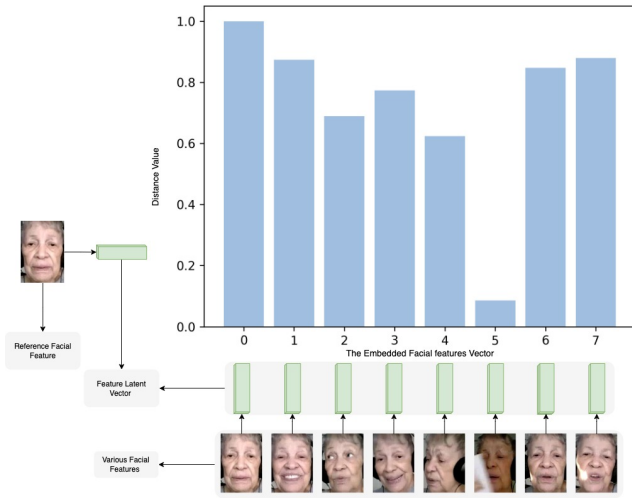 1.0
0.8
0.6
0.4
0.2
0.0
Distance Value
0 1 2 3 4 5 6 7
The Embedded Facial features Vector
Reference Facial
Feature
Feature Latent
Vector
Various Facial
Features